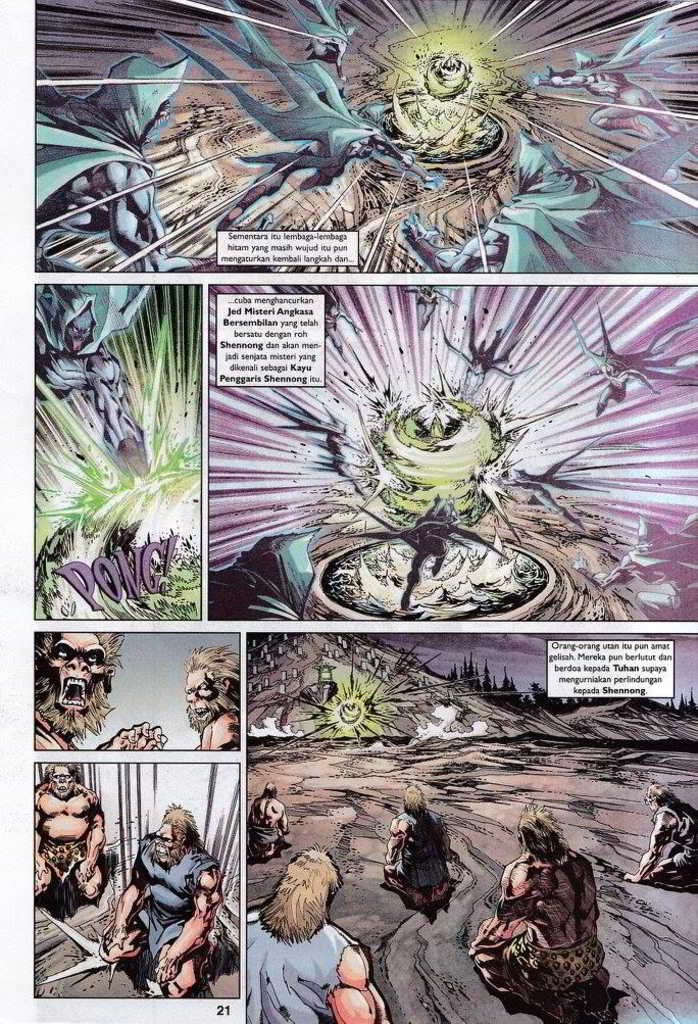 Sementara itu lembaga-lembaga
hitam yang masih wujud itu pun
mengaturkan kembali langkah dan...
...cuba menghancurkan
Jed Misteri Angkasa
Bersembilan yang telah
bersatu dengan roh
Shennong dan akan men-
jadi senjata misteri yang
dikenali sebagai Kayu
Penggaris Shennong itu.
PONG!
Orang-orang utan itu pun amat
gelisah. Mereka pun berlutut dan
berdoa kepada Tuhan supaya
mengurniakan perlindungan
kepada Shennong.
21